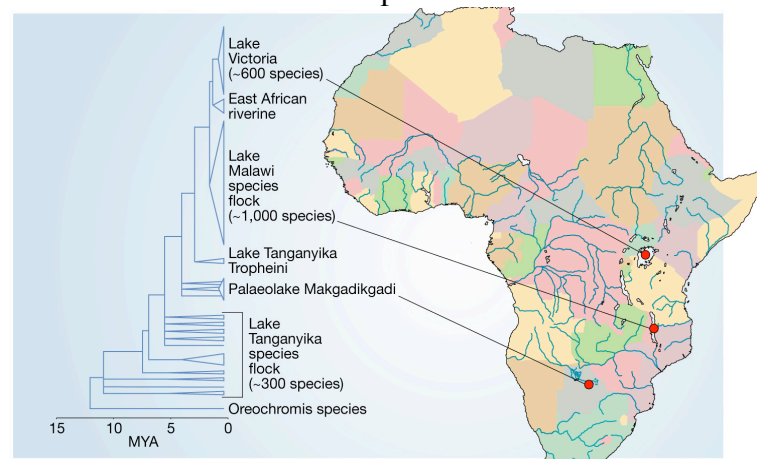 Lake
Victoria
(~600 species)
East African
riverine
Lake
Malawi
species
flock
(~1,000 species)
Lake Tanganyika
Tropheini
Palaeolake Makgadikgadi
Lake
Tanganyika
species
flock
(~300 species)
Oreochromis species
15 10 5 0
MYA